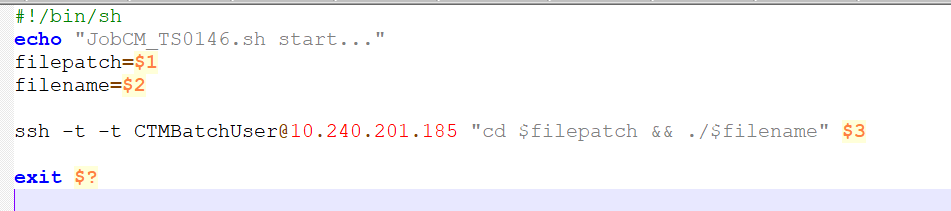 #!/bin/sh
echo "JobCM_TS0146.sh start..."
filepatch=$1
filename=$2
ssh -t -t CTMBatchUser@10.240.201.185 "cd $filepatch && ./$filename" $3
exit $?